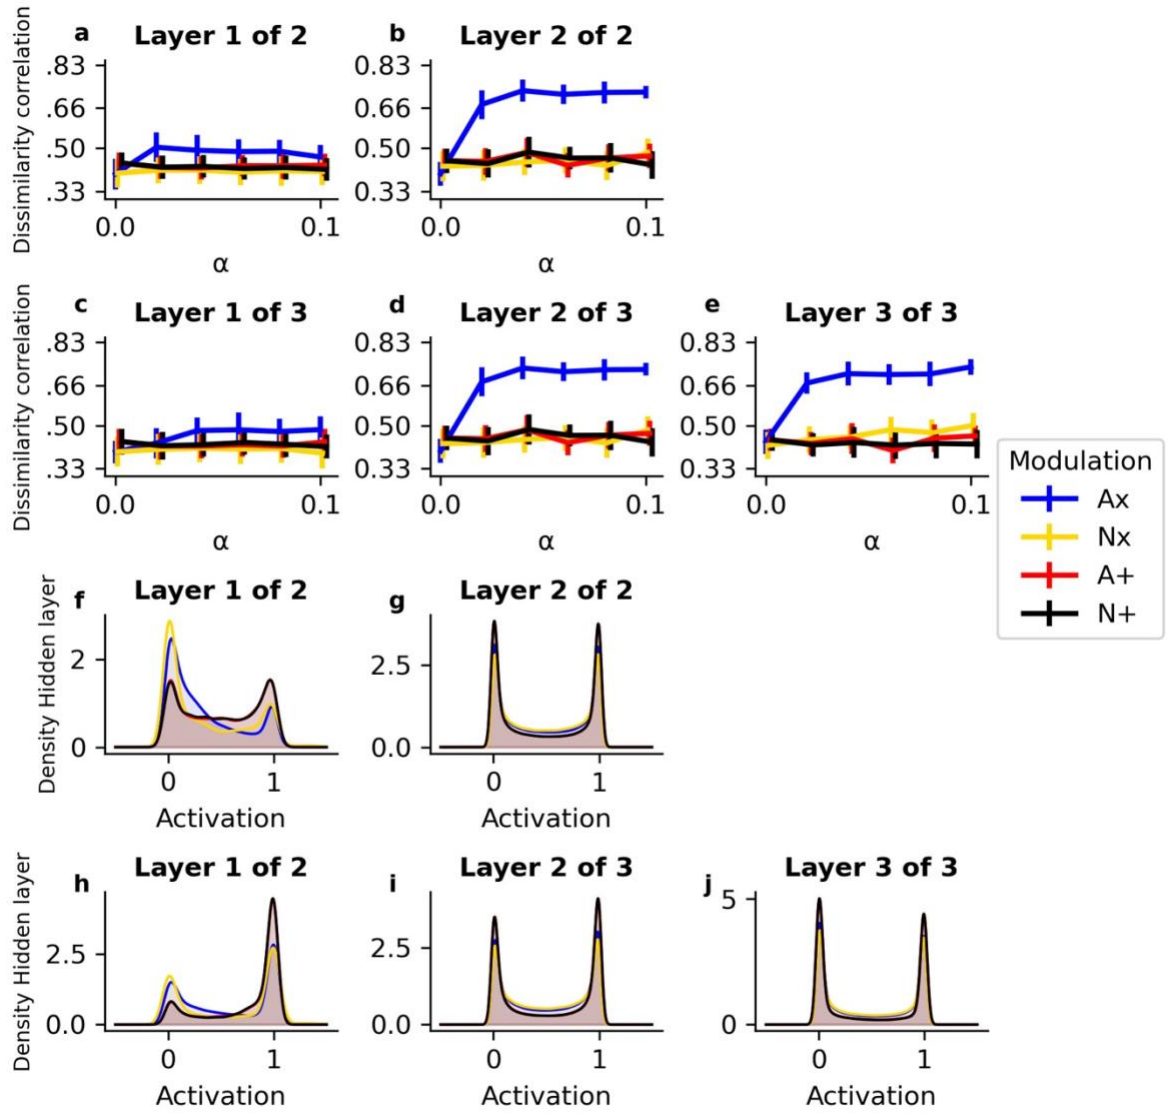 a Layer 1 of 2
b Layer 2 of 2
Dissimilarity correlation
.83
.66
.50
.33
0.0 0.1
α
0.83
0.66
0.50
0.33
0.0 0.1
α
c Layer 1 of 3
d Layer 2 of 3
e Layer 3 of 3
Dissimilarity correlation
0.83
0.66
0.50
0.33
0.0 0.1
α
0.83
0.66
0.50
0.33
0.0 0.1
α
0.83
0.66
0.50
0.33
0.0 0.1
α
Modulation
Ax
Nx
A+
N+
f Layer 1 of 2
g Layer 2 of 2
Density Hidden layer
2
0
0 1
Activation
2.5
0.0
0 1
Activation
h Layer 1 of 2
i Layer 2 of 3
j Layer 3 of 3
Density Hidden layer
2.5
0.0
0 1
Activation
2.5
0.0
0 1
Activation
5
0
0 1
Activation